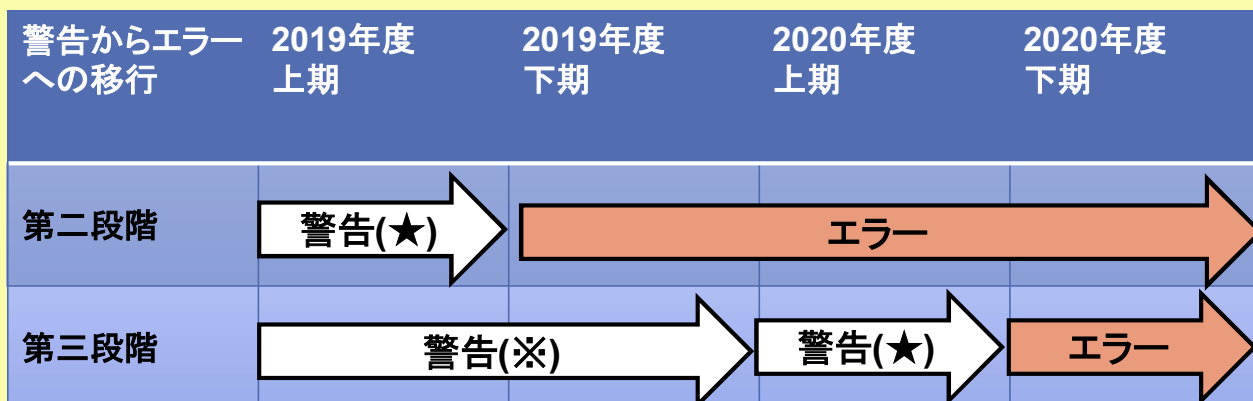 警告からエラー
への移行
2019年度
上期
2019年度
下期
2020年度
上期
2020年度
下期
第二段階
警告(★)
エラー
第三段階
警告(※)
警告(★)
エラー